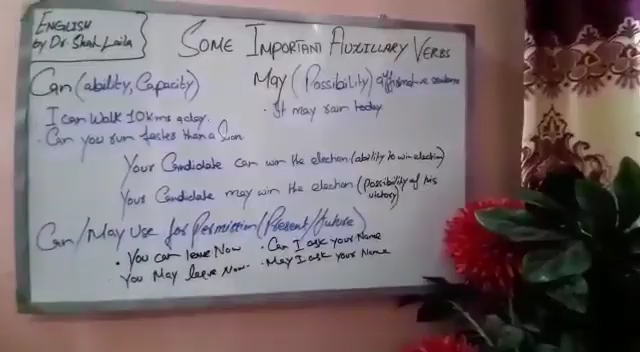 ENGLISH
by Dr. Shah Laila
SOME IMPORTANT AUXILLARY VERBS
Can (ability, Capacity)
I can walk 10kms a day.
· Can you run faster than a lion
May (Possibility) affirmative sentence
· It may rain today
Your Candidate can win the election (ability to win election)
Your Candidate may win the election (possibility of his victory)
Can/May Use for Permission (Present/future)
· You can leave Now
You May leave Now.
· Can I ask your Name
· May I ask your Name